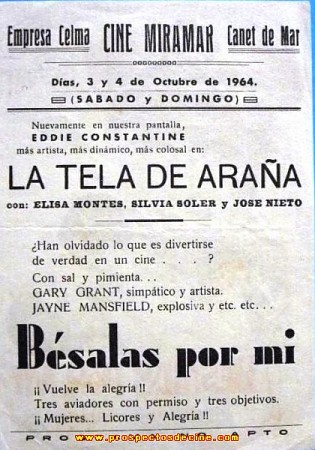 Empresa Celma CINE MIRAMAR Canet de Mar
Días, 3 y 4 de Octubre de 1964.
(SABADO y DOMINGO)
Nuevamente en nuestra pantalla,
EDDIE CONSTANTINE
más artista, más dinámico, más colosal en:
LA TELA DE ARAÑA
con: ELISA MONTES, SILVIA SOLER y JOSE NIETO
¿Han olvidado lo que es divertirse
de verdad en un cine . . . ?
Con sal y pimienta. . .
GARY GRANT, simpático y artista.
JAYNE MANSFIELD, explosiva y etc. etc. . .
Bésalas por mi
¡¡Vuelve la alegría!!
Tres aviadores con permiso y tres objetivos.
¡¡Mujeres... Licores y Alegría!!
www.prospectosdecine.com